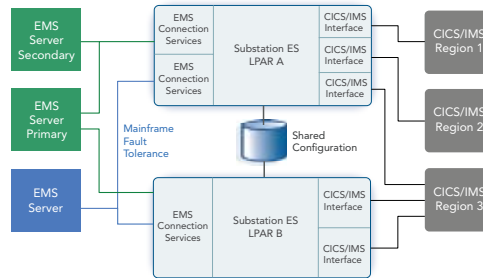 EMS
Server
Secondary
EMS
Server
Primary
EMS
Server
Mainframe
Fault
Tolerance
EMS
Connection
Services
EMS
Connection
Services
Substation ES
LPAR A
CICS/IMS
Interface
CICS/IMS
Interface
CICS/IMS
Interface
Shared
Configuration
EMS
Connection
Services
Substation ES
LPAR B
CICS/IMS
Interface
CICS/IMS
Interface
CICS/IMS
Region 1
CICS/IMS
Region 2
CICS/IMS
Region 3